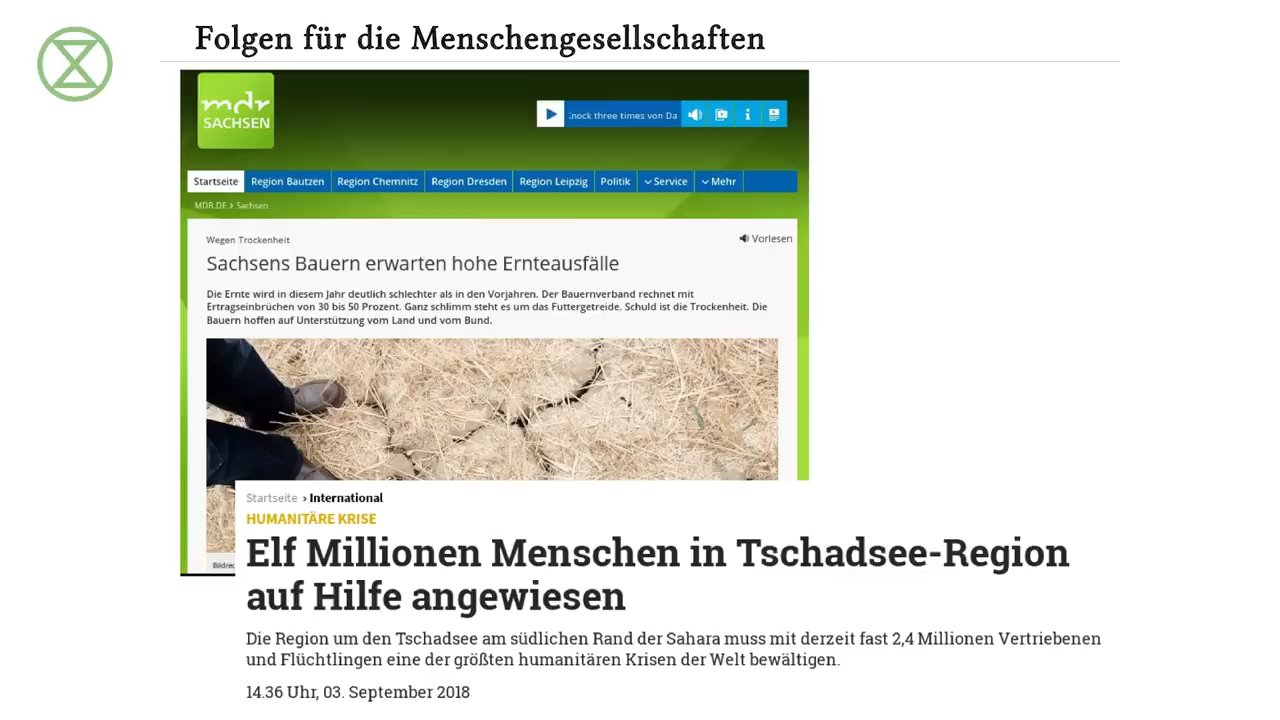 Folgen für die Menschengesellschaften
mdr
SACHSEN
Knock three times von Da
Startseite
Region Bautzen
Region Chemnitz
Region Dresden
Region Leipzig
Politik
Service
Mehr
MDR.DE › Sachsen
Wegen Trockenheit
Vorlesen
Sachsens Bauern erwarten hohe Ernteausfälle
Die Ernte wird in diesem Jahr deutlich schlechter als in den Vorjahren. Der Bauernverband rechnet mit
Ertragseinbrüchen von 30 bis 50 Prozent. Ganz schlimm steht es um das Futtergetreide. Schuld ist die Trockenheit. Die
Bauern hoffen auf Unterstützung vom Land und vom Bund.
Startseite › International
HUMANITÄRE KRISE
Elf Millionen Menschen in Tschadsee-Region
auf Hilfe angewiesen
Die Region um den Tschadsee am südlichen Rand der Sahara muss mit derzeit fast 2,4 Millionen Vertriebenen
und Flüchtlingen eine der größten humanitären Krisen der Welt bewältigen.
14.36 Uhr, 03. September 2018